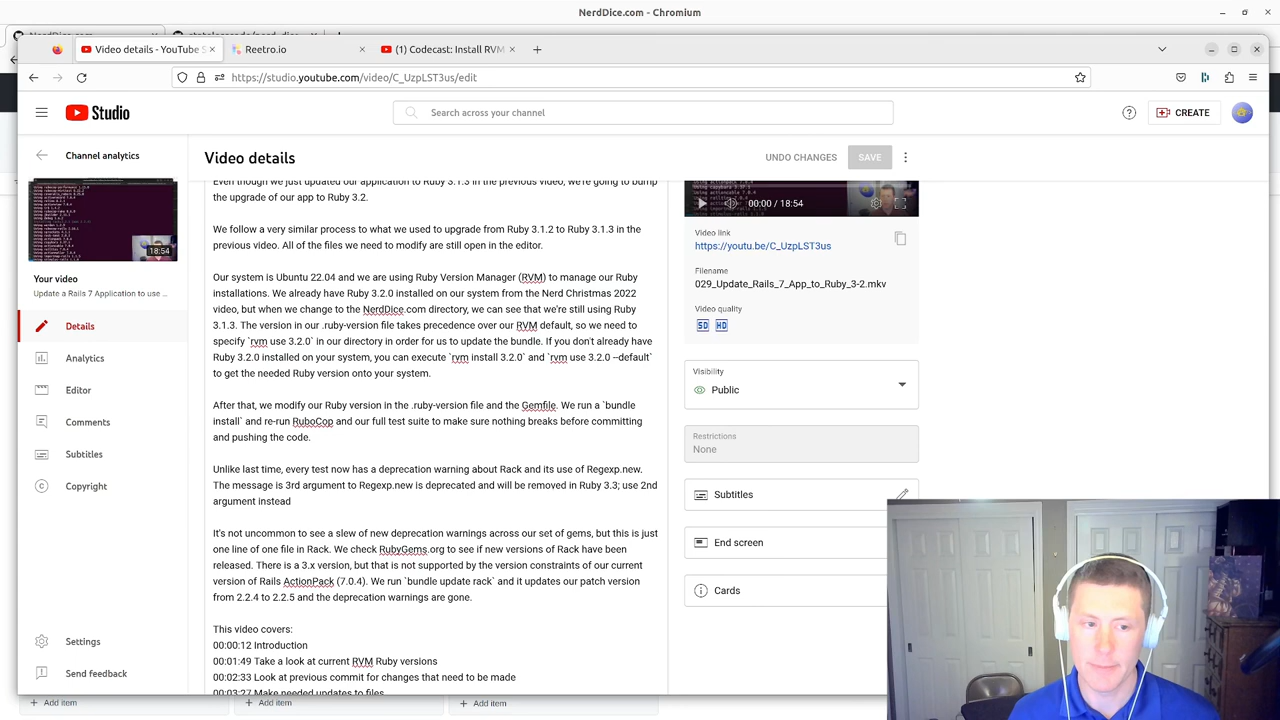 NerdDice.com - Chromium
Video details - YouTube S
Reetro.io
(1) Codecast: Install RVM
https://studio.youtube.com/video/C_UzpLST3us/edit
Studio
Search across your channel
CREATE
Channel analytics
18:54
Your video
Update a Rails 7 Application to use ...
Details
Analytics
Editor
Comments
Subtitles
Copyright
Settings
Send feedback
Video details
UNDO CHANGES
SAVE
the upgrade of our app to Ruby 3.2.
We follow a very similar process to what we used to upgrade from Ruby 3.1.2 to Ruby 3.1.3 in the
previous video. All of the files we need to modify are still open in the editor.
Our system is Ubuntu 22.04 and we are using Ruby Version Manager (RVM) to manage our Ruby
installations. We already have Ruby 3.2.0 installed on our system from the Nerd Christmas 2022
video, but when we change to the NerdDice.com directory, we can see that we're still using Ruby
3.1.3. The version in our .ruby-version file takes precedence over our RVM default, so we need to
specify `rvm use 3.2.0` in our directory in order for us to update the bundle. If you don't already have
Ruby 3.2.0 installed on your system, you can execute `rvm install 3.2.0` and `rvm use 3.2.0 --default`
to get the needed Ruby version onto your system.
After that, we modify our Ruby version in the .ruby-version file and the Gemfile. We run a `bundle
install` and re-run RuboCop and our full test suite to make sure nothing breaks before committing
and pushing the code.
Unlike last time, every test now has a deprecation warning about Rack and its use of Regexp.new.
The message is 3rd argument to Regexp.new is deprecated and will be removed in Ruby 3.3; use 2nd
argument instead
It's not uncommon to see a slew of new deprecation warnings across our set of gems, but this is just
one line of one file in Rack. We check RubyGems.org to see if new versions of Rack have been
released. There is a 3.x version, but that is not supported by the version constraints of our current
version of Rails ActionPack (7.0.4). We run `bundle update rack` and it updates our patch version
from 2.2.4 to 2.2.5 and the deprecation warnings are gone.
This video covers:
00:00:12 Introduction
00:01:49 Take a look at current RVM Ruby versions
00:02:33 Look at previous commit for changes that need to be made
00:03:27 Make needed updates to files
00:00 / 18:54
Video link
https://youtu.be/C_UzpLST3us
Filename
029_Update_Rails_7_App_to_Ruby_3-2.mkv
Video quality
SD HD
Visibility
Public
Restrictions
None
Subtitles
End screen
Cards
Add item
Add item
Add item